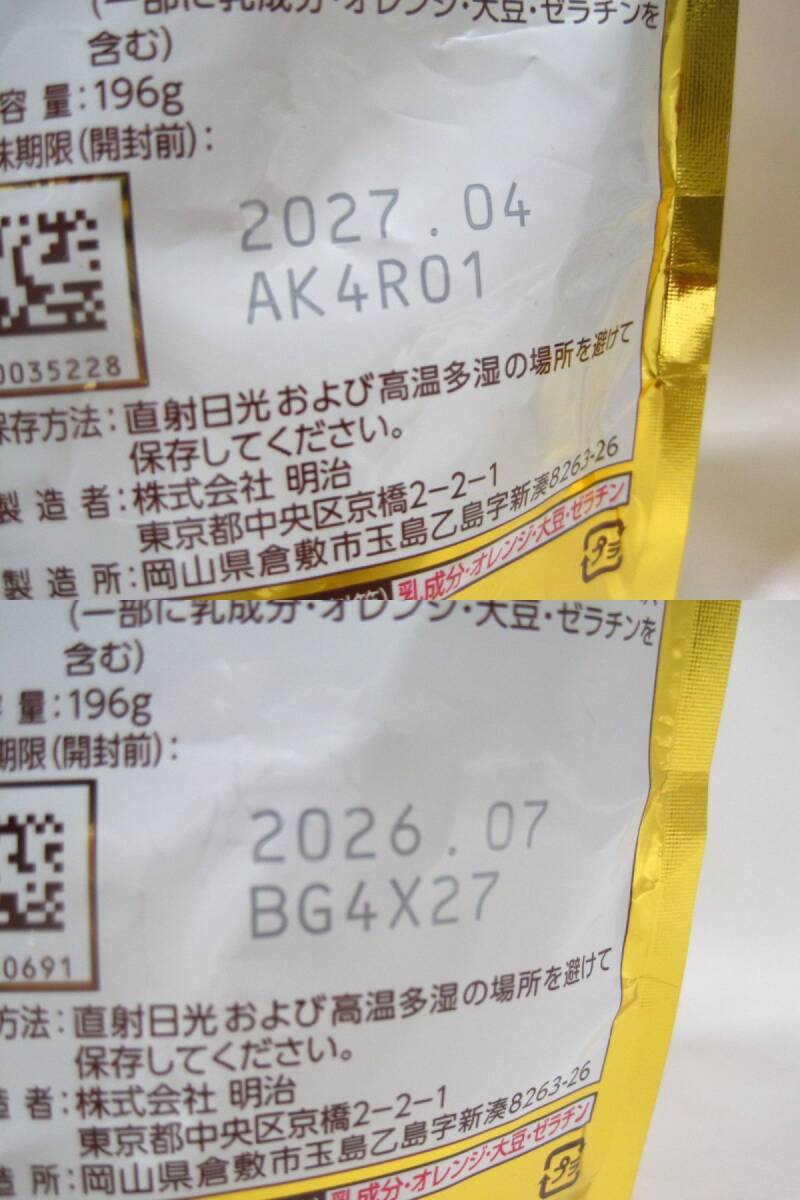 (一部に乳成分・オレンジ・大豆・ゼラチンを
含む)
容量:196g
味期限(開封前):
2027.04
AK4R01
0035228
保存方法:直射日光および高温多湿の場所を避けて
保存してください。
製造者:株式会社 明治
東京都中央区京橋2-2-1
製造所:岡山県倉敷市玉島乙島字新湊8263-26
乳成分・オレンジ・大豆・ゼラチン
プラ
(一部に乳成分・オレンジ・大豆・ゼラチンを
含む)
量:196g
期限(開封前):
2026.07
BG4X27
0691
方法:直射日光および高温多湿の場所を避けて
保存してください。
造者:株式会社 明治
東京都中央区京橋2-2-1
造所:岡山県倉敷市玉島乙島字新湊8263-26
乳成分・オレンジ・大豆・ゼラチン
プラ